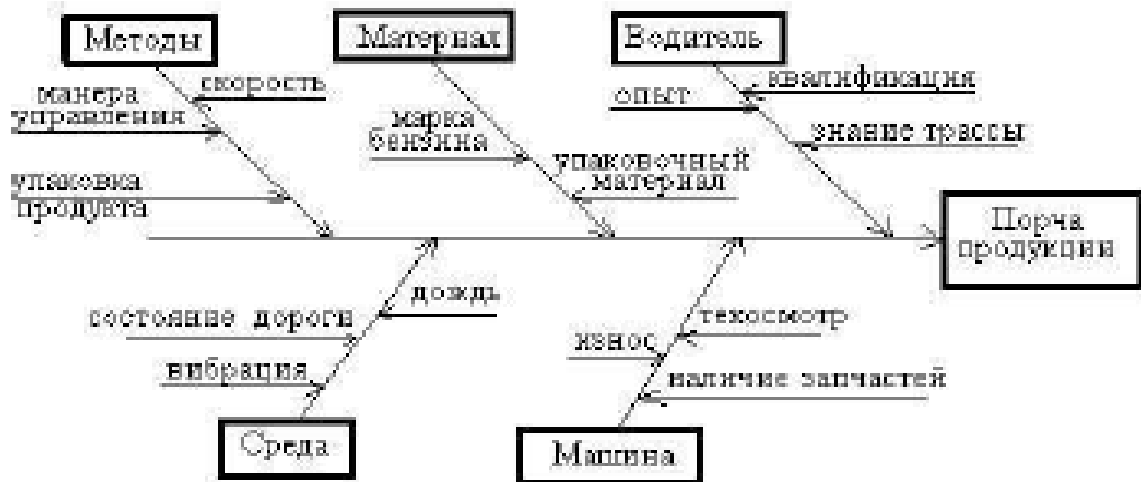 Методы
Материал
Водитель
скорость
манера
управления
упаковка
продукта
марка
бензина
упаковочный
материал
квалификация
опыт
знание трассы
Порча
продукции
дождь
состояние дороги
вибрация
Среда
техосмотр
износ
наличие запчастей
Машина